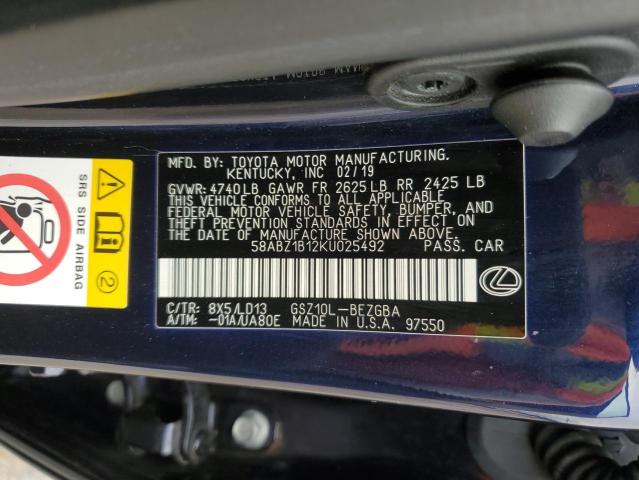 MFD. BY: TOYOTA MOTOR MANUFACTURING.
KENTUCKY, INC 02/19
GVWR: 4740LB GAWR FR 2625LB RR 2425 LB
THIS VEHICLE CONFORMS TO ALL APPLICABLE
FEDERAL MOTOR VEHICLE SAFETY, BUMPER, AND
THEFT PREVENTION STANDARDS IN EFFECT ON
THE DATE OF MANUFACTURE SHOWN ABOVE.
58ABZ1B12KU025492 PASS. CAR
C/TR: 8X5/LD13 GSZ10L-BEZGBA
A/TM: -01A/UA80E MADE IN U.S.A. 97550
SRS SIDE AIRBAG
2